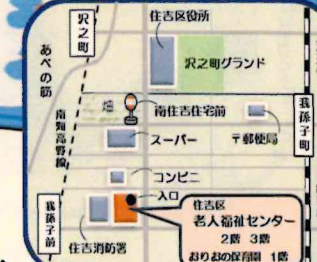 住吉区役所
沢之町
沢之町グランド
あべの筋
畑
南住吉住宅前
我孫子町
南海高野線
スーパー
〒郵便局
コンビニ
入口
我孫子前
住吉消防署
住吉区
老人福祉センター
2階 3階
おりおの保育園 1階